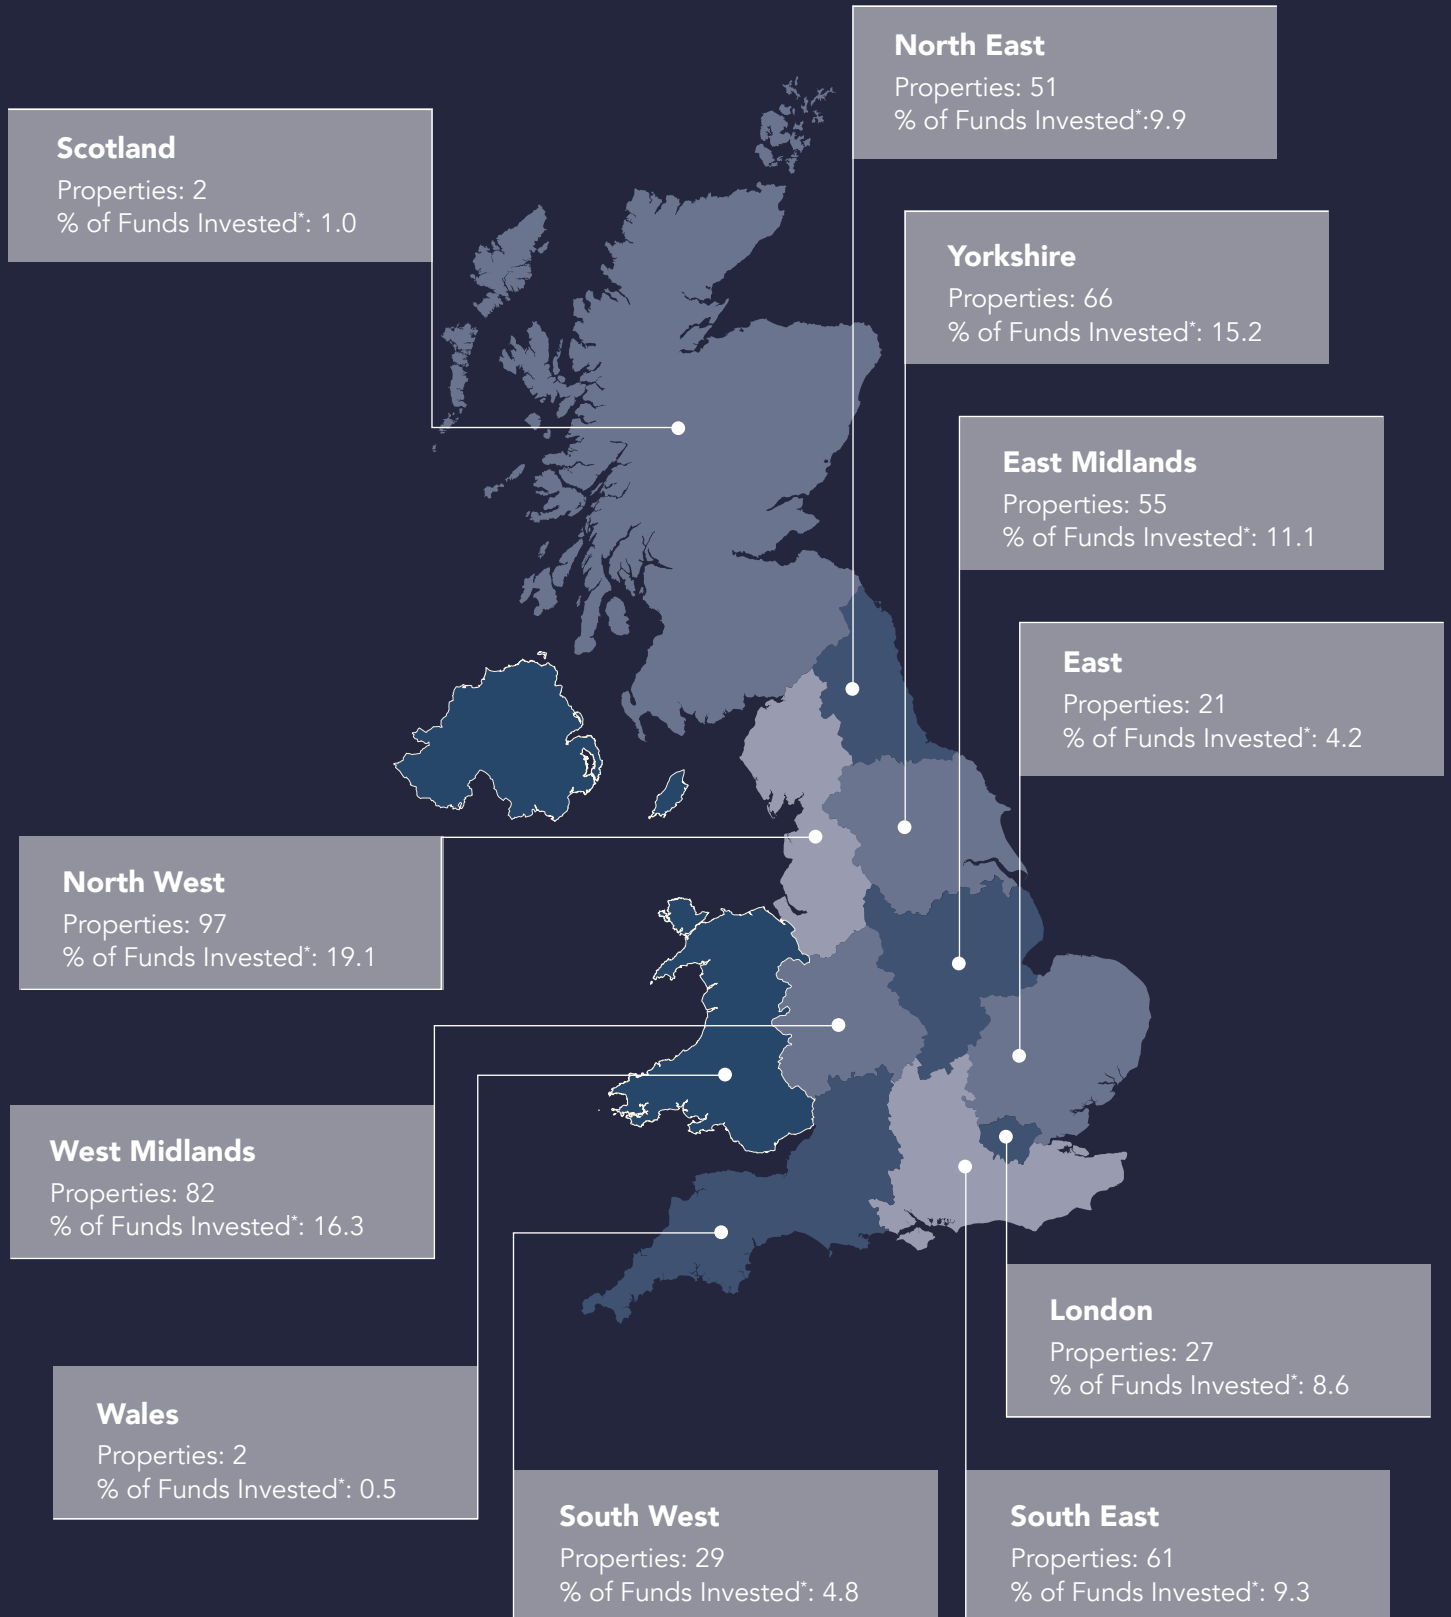 North East
Properties: 51
% of Funds Invested*:9.9
Scotland
Properties: 2
% of Funds Invested*: 1.0
Yorkshire
Properties: 66
% of Funds Invested*: 15.2
East Midlands
Properties: 55
% of Funds Invested*: 11.1
East
Properties: 21
% of Funds Invested*: 4.2
North West
Properties: 97
% of Funds Invested*: 19.1
West Midlands
Properties: 82
% of Funds Invested*: 16.3
London
Properties: 27
% of Funds Invested*: 8.6
Wales
Properties: 2
% of Funds Invested*: 0.5
South West
Properties: 29
% of Funds Invested*: 4.8
South East
Properties: 61
% of Funds Invested*: 9.3